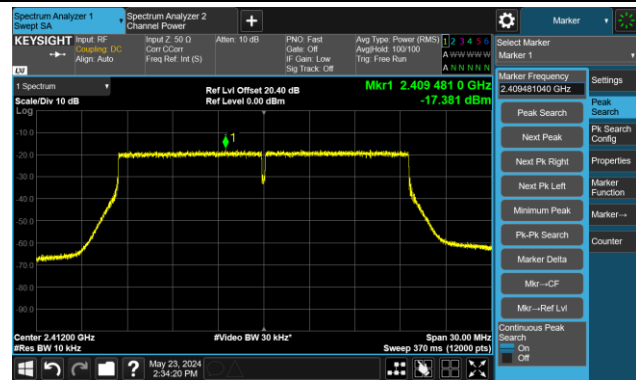 Spectrum Analyzer 1
Swept SA
Spectrum Analyzer 2
Channel Power
+
Marker
KEYSIGHT
Input: RF
Coupling: DC
Align: Auto
Input Z: 50 Ω
Corr CCorr
Freq Ref: Int (S)
Atten: 10 dB
PNO: Fast
Gate: Off
IF Gain: Low
Sig Track: Off
Avg Type: Power (RMS)
Avg|Hold: 100/100
Trig: Free Run
1 2 3 4 5 6
A W W W W W
A N N N N N
LXI
Select Marker
Marker 1
1 Spectrum
Scale/Div 10 dB
Log
Ref Lvl Offset 20.40 dB
Ref Level 0.00 dBm
Mkr1 2.409 481 0 GHz
-17.381 dBm
1
-10.0
-20.0
-30.0
-40.0
-50.0
-60.0
-70.0
-80.0
-90.0
Center 2.41200 GHz
#Res BW 10 kHz
#Video BW 30 kHz*
Span 30.00 MHz
Sweep 370 ms (12000 pts)
Marker Frequency
2.409481040 GHz
Peak Search
Next Peak
Next Pk Right
Next Pk Left
Minimum Peak
Pk-Pk Search
Marker Delta
Mkr→CF
Mkr→Ref Lvl
Continuous Peak
Search
On
Off
Settings
Peak
Search
Pk Search
Config
Properties
Marker
Function
Marker→
Counter
?
May 23, 2024
2:34:20 PM